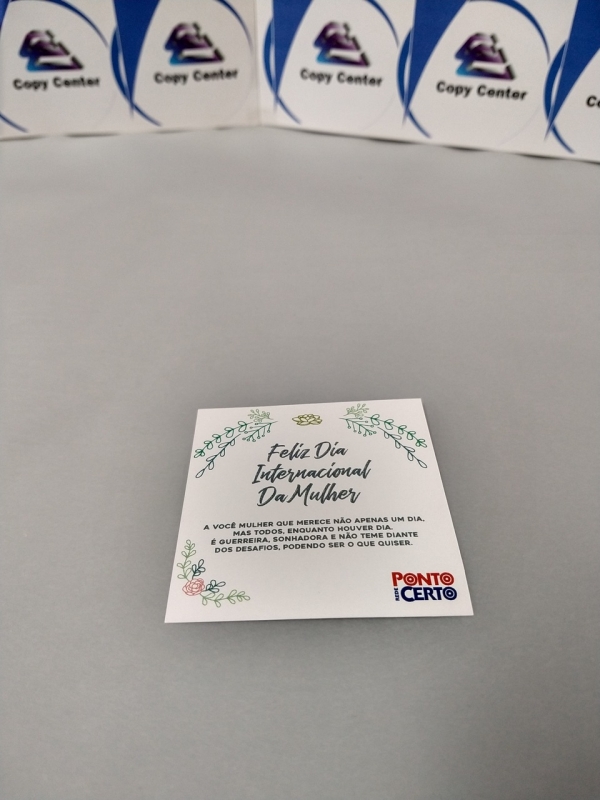 Copy Center
Copy Center
Copy Center
Copy Center
Feliz Dia
Internacional
Da Mulher
A VOCÊ MULHER QUE MERECE NÃO APENAS UM DIA,
MAS TODOS, ENQUANTO HOUVER DIA.
É GUERREIRA, SONHADORA E NÃO TEME DIANTE
DOS DESAFIOS, PODENDO SER O QUE QUISER.
REDE PONTO
CERTO